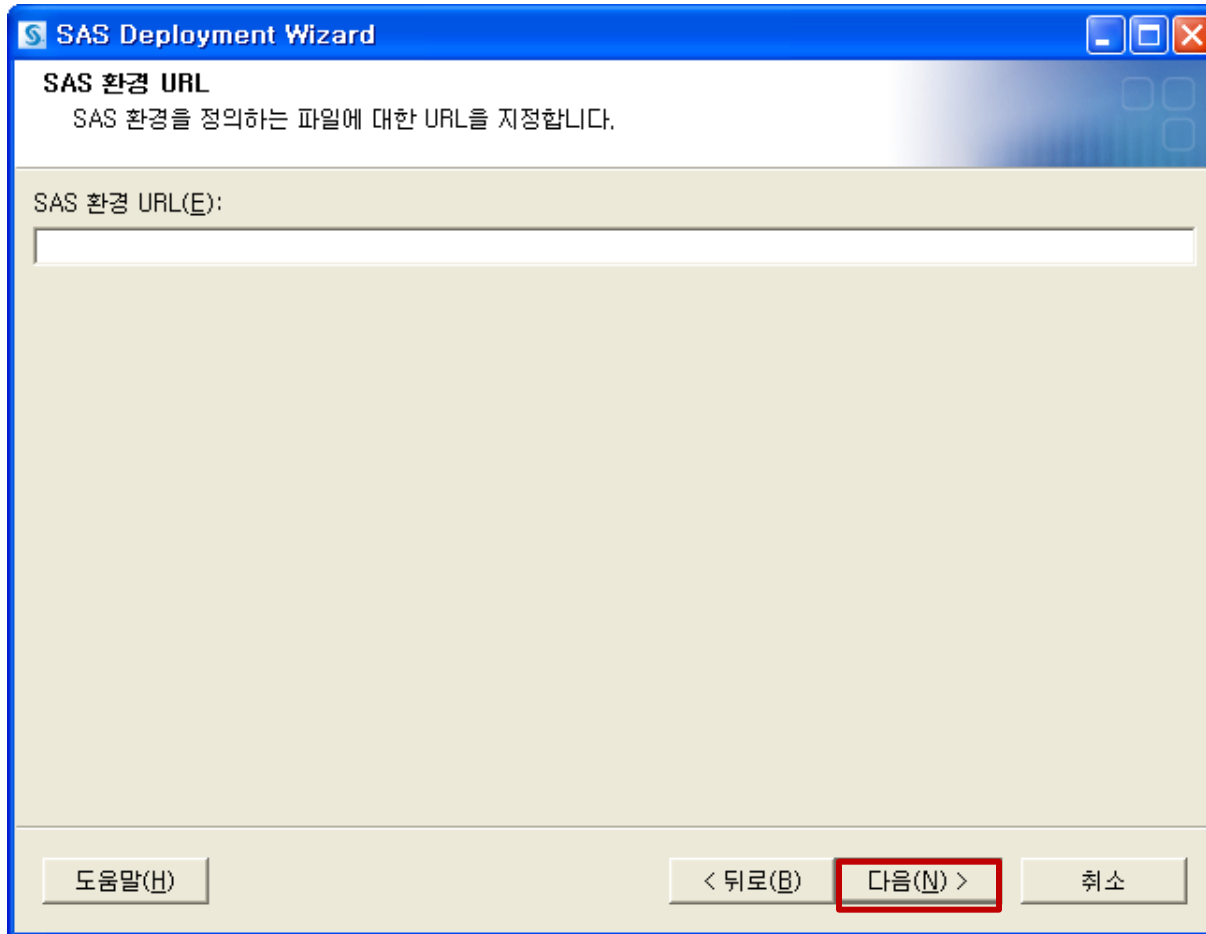 SAS Deployment Wizard
SAS 환경 URL
SAS 환경을 정의하는 파일에 대한 URL을 지정합니다.
SAS 환경 URL(E):
도움말(H)
< 뒤로(B)
다음(N) >
취소